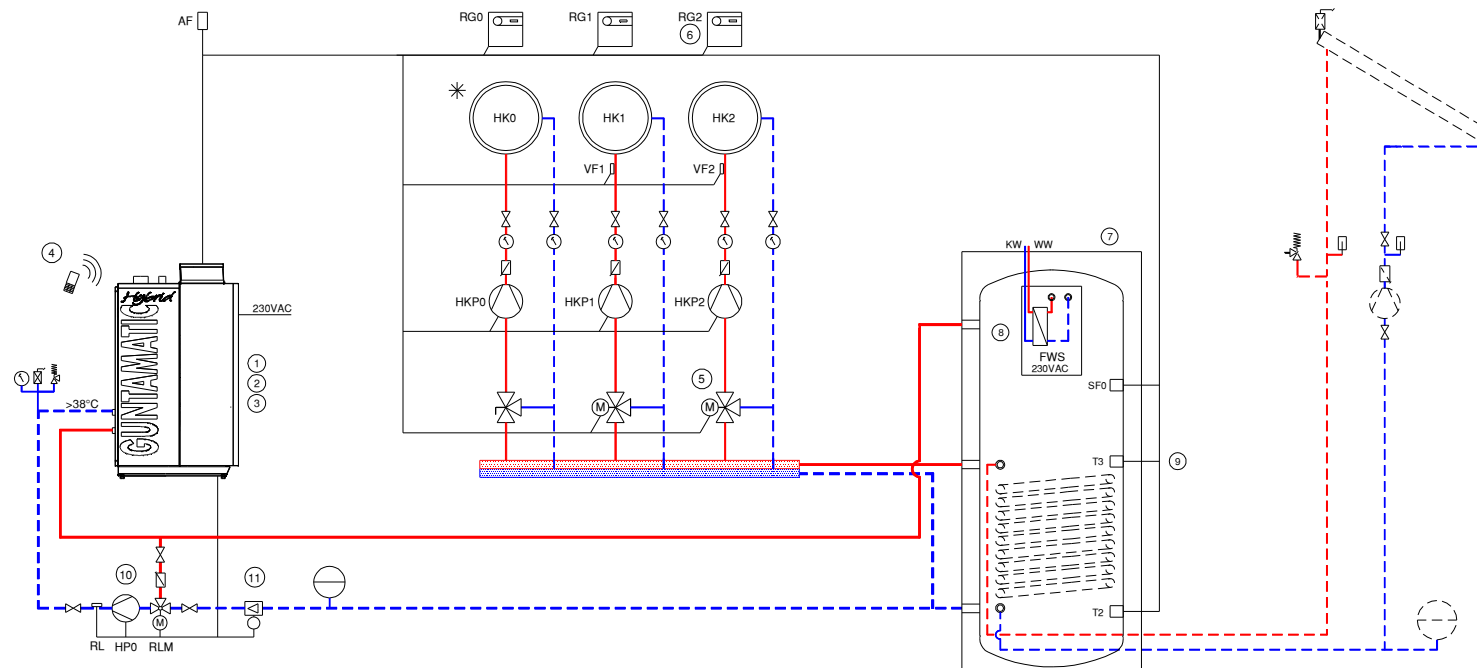 AF
RG0
RG1
RG2
6
HK0
HK1
HK2
VF1
VF2
4
Hybrid
GUNTAMATIC
230VAC
HKP0
HKP1
HKP2
7
KW WW
8
FWS
230VAC
1
2
3
>38°C
5
M
M
SF0
T3
9
10
11
M
T2
RL HP0 RLM